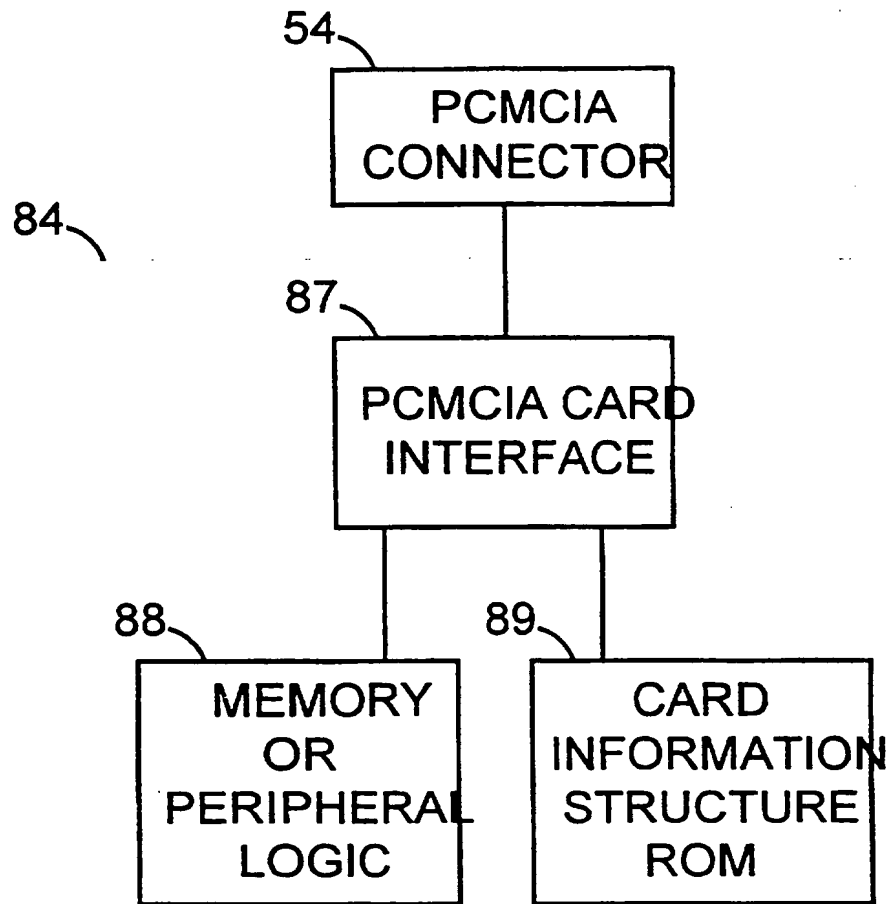 54
PCMCIA
CONNECTOR
84
87
PCMCIA CARD
INTERFACE
88
MEMORY
OR
PERIPHERAL
LOGIC
89
CARD
INFORMATION
STRUCTURE
ROM